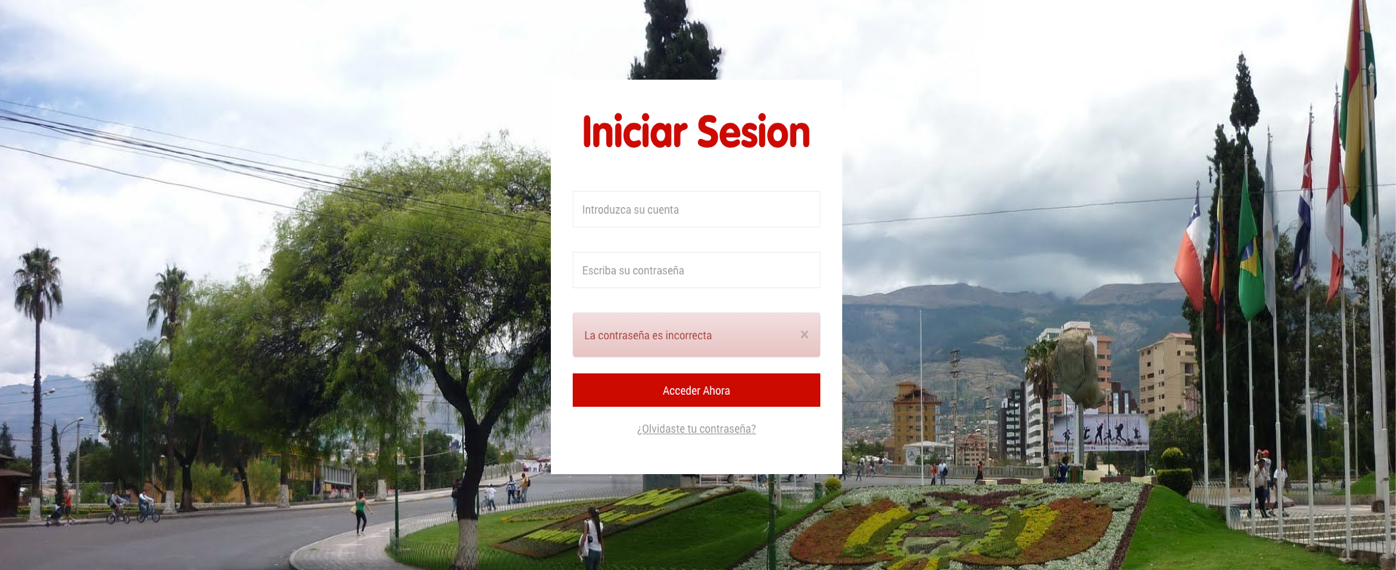 Iniciar Sesion
Introduzca su cuenta
Escriba su contraseña
La contraseña es incorrecta ×
Acceder Ahora
¿Olvidaste tu contraseña?